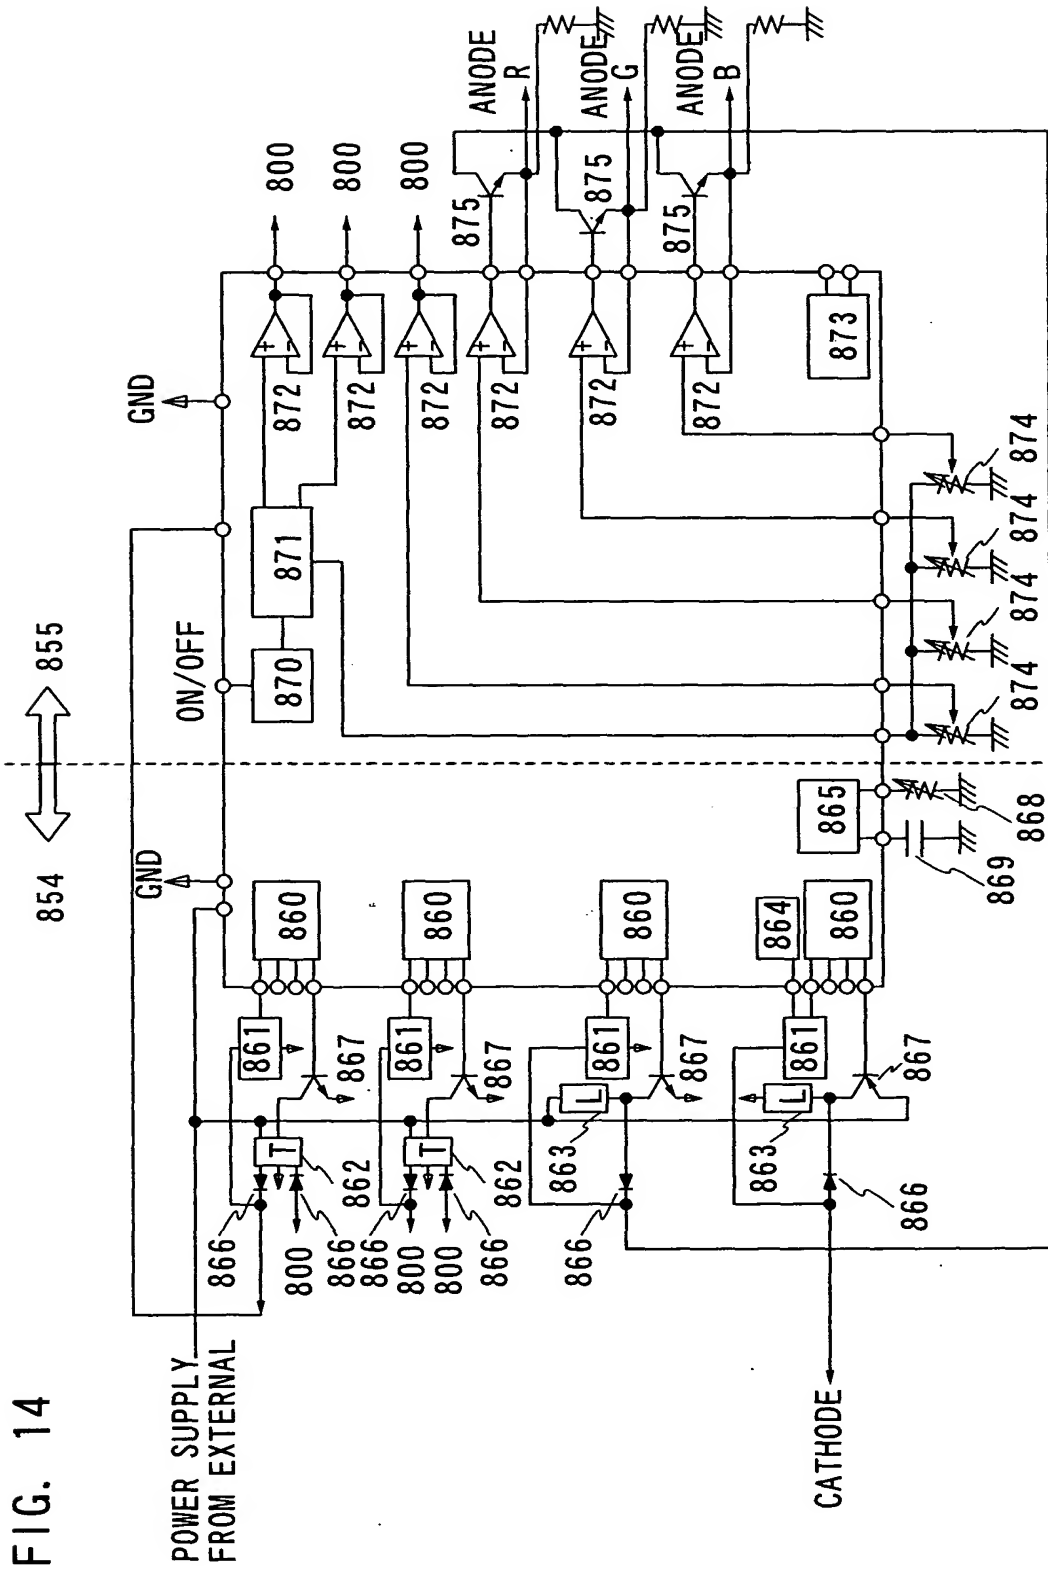 FIG. 14
854 855
GND GND
POWER SUPPLY ON/OFF
FROM EXTERNAL
866
861
T
870 871 872 800
800 860
866 862 867 872 800
866
800 861 872 800
T
800 860
875 ANODE
866 862 867 872
R
866 863 L 861 872 875 ANODE
G
860
867 872 875 ANODE
B
863 L 864
861
CATHODE 865 873
860
866 867
869 868 874 874 874 874
+ - + - + - + - + - + -